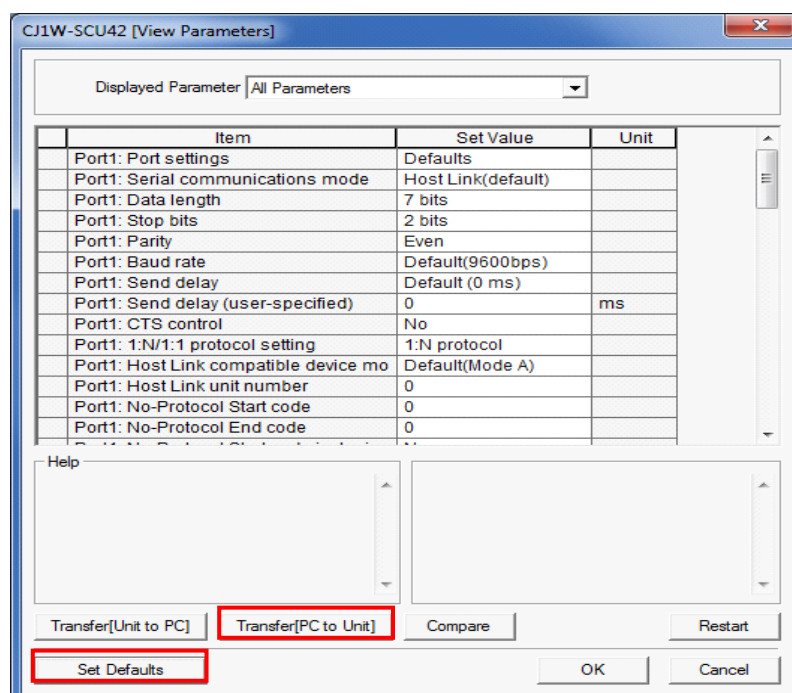 CJ1W-SCU42 [View Parameters]
Displayed Parameter All Parameters
Item Set Value Unit
Port1: Port settings Defaults
Port1: Serial communications mode Host Link(default)
Port1: Data length 7 bits
Port1: Stop bits 2 bits
Port1: Parity Even
Port1: Baud rate Default(9600bps)
Port1: Send delay Default (0 ms)
Port1: Send delay (user-specified) 0 ms
Port1: CTS control No
Port1: 1:N/1:1 protocol setting 1:N protocol
Port1: Host Link compatible device mo Default(Mode A)
Port1: Host Link unit number 0
Port1: No-Protocol Start code 0
Port1: No-Protocol End code 0
Help
Transfer[Unit to PC] Transfer[PC to Unit] Compare Restart
Set Defaults OK Cancel